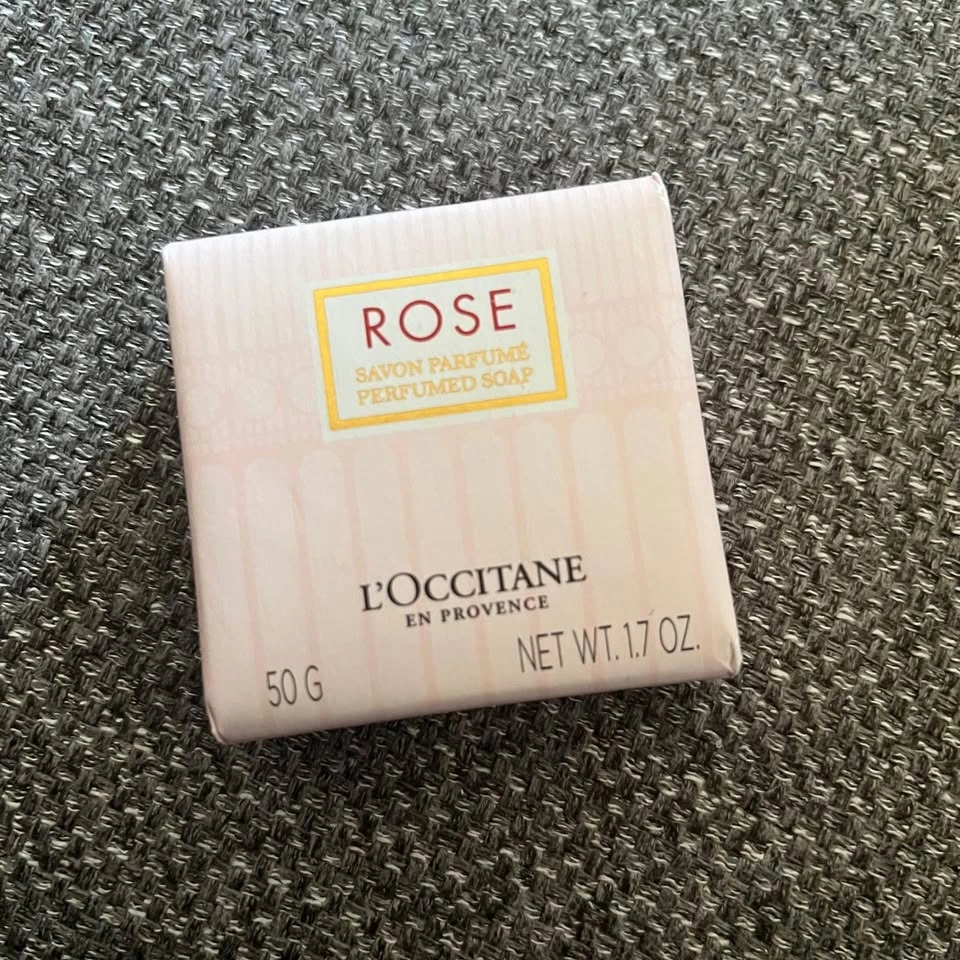 ROSE
SAVON PARFUMÉ
PERFUMED SOAP
L'OCCITANE
EN PROVENCE
50 G
NET WT. 1.7 OZ.